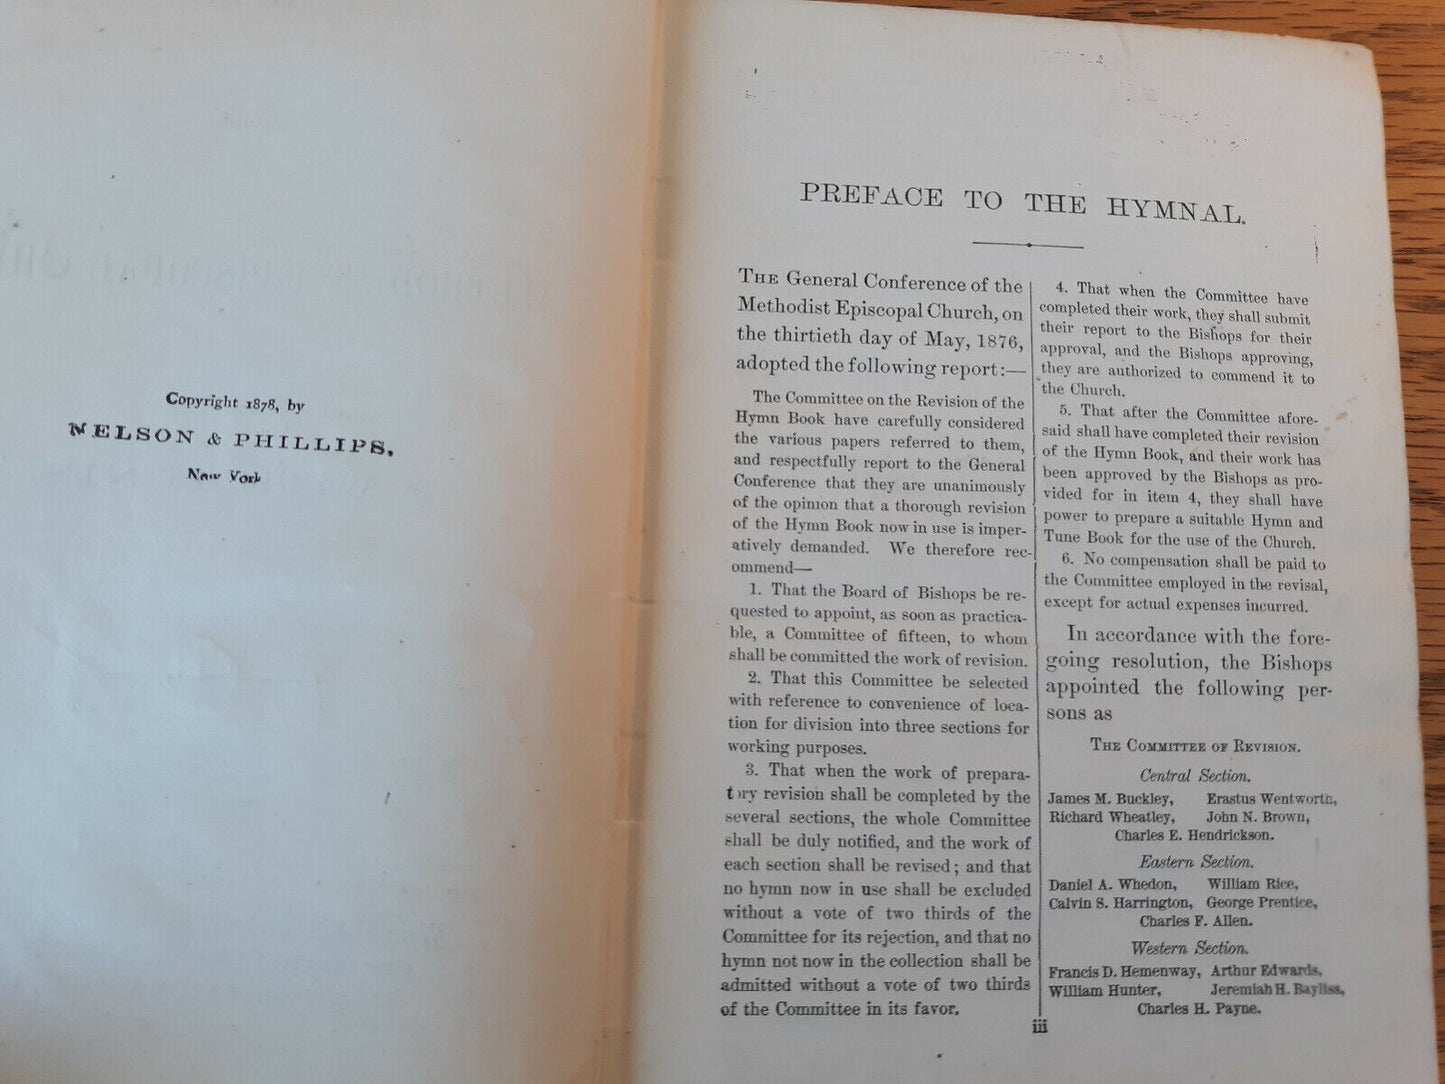 Copyright 1878, by
NELSON & PHILLIPS,
New York
PREFACE TO THE HYMNAL.
THE General Conference of the
Methodist Episcopal Church, on
the thirtieth day of May, 1876,
adopted the following report:—
The Committee on the Revision of the
Hymn Book have carefully considered
the various papers referred to them,
and respectfully report to the General
Conference that they are unanimously
of the opinion that a thorough revision
of the Hymn Book now in use is imper-
atively demanded. We therefore rec-
ommend—
1. That the Board of Bishops be re-
quested to appoint, as soon as practica-
ble, a Committee of fifteen, to whom
shall be committed the work of revision.
2. That this Committee be selected
with reference to convenience of loca-
tion for division into three sections for
working purposes.
3. That when the work of prepara-
tory revision shall be completed by the
several sections, the whole Committee
shall be duly notified, and the work of
each section shall be revised; and that
no hymn now in use shall be excluded
without a vote of two thirds of the
Committee for its rejection, and that no
hymn not now in the collection shall be
admitted without a vote of two thirds
of the Committee in its favor.
4. That when the Committee have
completed their work, they shall submit
their report to the Bishops for their
approval, and the Bishops approving,
they are authorized to commend it to
the Church.
5. That after the Committee afore-
said shall have completed their revision
of the Hymn Book, and their work has
been approved by the Bishops as pro-
vided for in item 4, they shall have
power to prepare a suitable Hymn and
Tune Book for the use of the Church.
6. No compensation shall be paid to
the Committee employed in the revisal,
except for actual expenses incurred.
In accordance with the fore-
going resolution, the Bishops
appointed the following per-
sons as
THE COMMITTEE OF REVISION.
Central Section.
James M. Buckley, Erastus Wentworth,
Richard Wheatley, John N. Brown,
Charles E. Hendrickson.
Eastern Section.
Daniel A. Whedon, William Rice,
Calvin S. Harrington, George Prentice,
Charles F. Allen.
Western Section.
Francis D. Hemenway, Arthur Edwards,
William Hunter, Jeremiah H. Bayliss,
Charles H. Payne.
iii